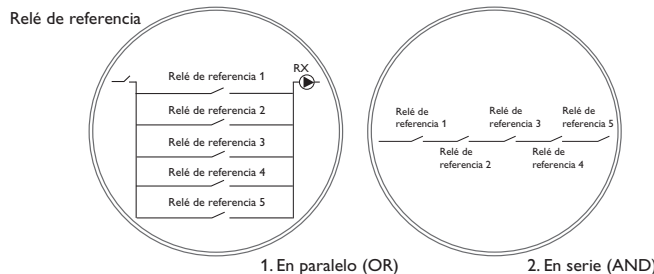 Relé de referencia
RX
Relé de referencia 1
Relé de referencia 2
Relé de referencia 3
Relé de referencia 4
Relé de referencia 5
1. En paralelo (OR)
Relé de
referencia 1
Relé de
referencia 2
Relé de
referencia 3
Relé de
referencia 4
Relé de
referencia 5
2. En serie (AND)